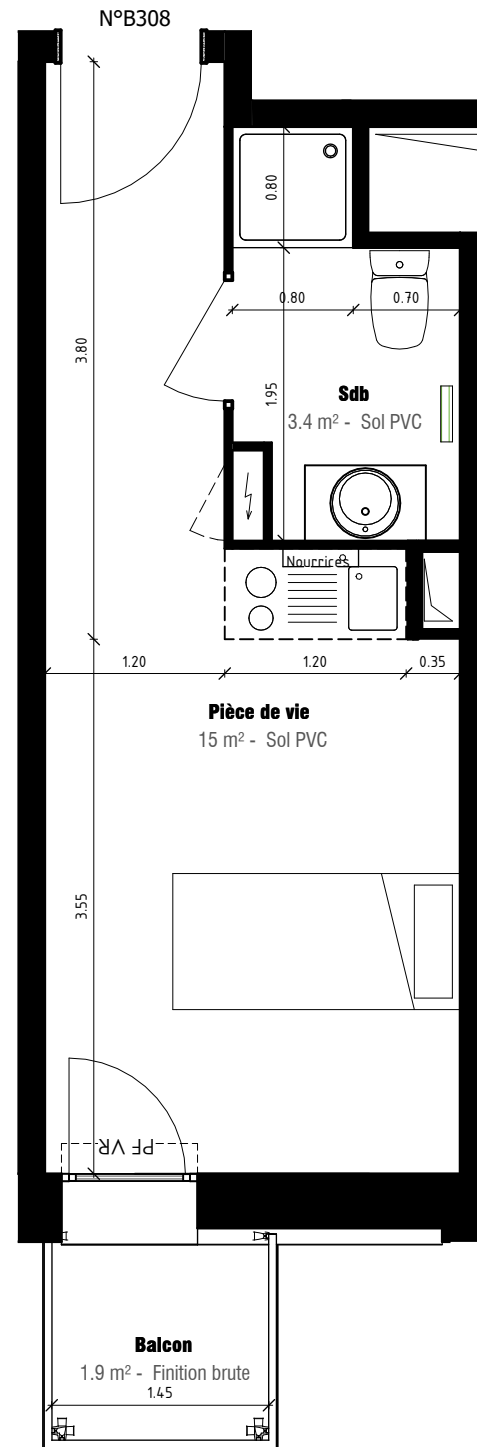 N°B308
0.80
0.80
0.70
3.80
1.95
Sdb
3.4 m² - Sol PVC
Nourrices
1.20
1.20
0.35
Pièce de vie
15 m² - Sol PVC
3.55
PF VR
Balcon
1.9 m² - Finition brute
1.45